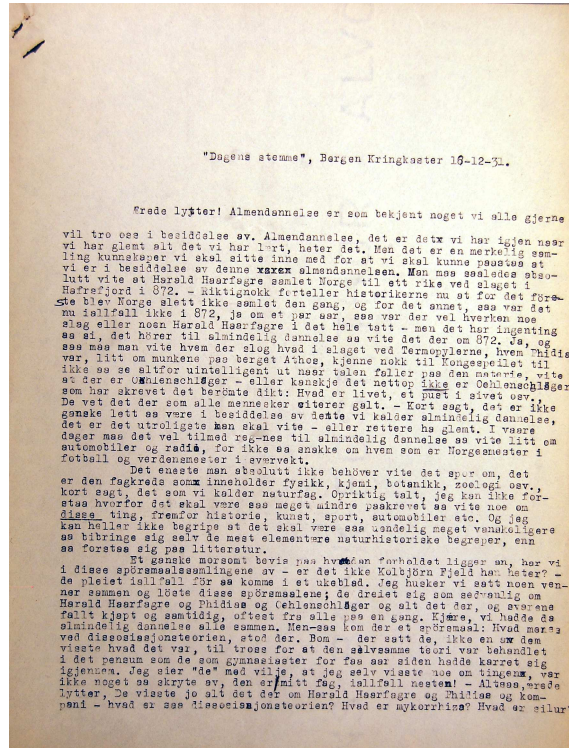 "Dagens stemme", Bergen Kringkaster 16-12-31.
Ærede lytter! Almendannelse er som bekjent noget vi alle gjerne
vil tro oss i besiddelse av. Almendannelse, det er detx vi har igjen naar
vi har glemt alt det vi har lært, heter det. Men det er en merkelig sam-
ling kunnskaper vi skal sitte inne med for at vi skal kunne paastaa at
vi er i besiddelse av denne xxxxx almendannelsen. Man maa saaledes abso-
lutt vite at Harald Haarfagre samlet Norge til ett rike ved slaget i
Hafrsfjord i 872. - Riktignokk forteller historikerne nu at for det förs-
ste blev Norge slett ikke samlet den gang, og for det annet, saa var det
nu iallfall ikke i 872, ja om et par aar, saa var der vel hverken noe
slag eller noen Harald Haarfagre i det hele tatt - men det har ingenting
aa si, det hörer til almindelig dannelse aa vite det der om 872. Ja, og
saa maa man vite hvem der slog hvad i slaget ved Termopylerne, hvem Phidias
var, litt om munkene paa berget Athos, kjenne nokk til Kongespeilet til
ikke aa se altfor uintelligent ut naar talen faller paa den materie, vite
at der er Oehlenschläger - eller kanskje det nettop ikke er Oehlenschläger
som har skrevet det berömte dikt: Hvad er livet, et pust i sivet osv.,
De vet det der som alle mennesker siterer galt. - Kort sagt, det er ikke
ganske lett aa være i besiddelse av dette vi kalder almindelig dannelse,
det er det utroligste man skal vite - eller rettere ha glemt. I vaare
dager maa det vel tilmed reg-nes til almindelig dannelse aa vite litt om
automobiler og radio, for ikke aa snakke om hvem som er Norgesmester i
fotball og verdensmester i sværvekt.
Det eneste man absolutt ikke behöver vite det spor om, det
er den fagkreds somx inneholder fysikk, kjemi, botanikk, zoologi osv.,
kort sagt, det som vi kalder naturfag. Opriktig talt, jeg kan ikke for-
staa hvorfor det skal være saa meget mindre paakrevet aa vite noe om
disse ting, fremfor historie, kunst, sport, automobiler etc. Og jeg
kan heller ikke begripe at det skal være saa uendelig meget vanskeligere
aa bibringe sig selv de mest elementære naturhistoriske begreper, enn
aa forstaa sig paa litteratur.
Et ganske morsomt bevis paa hvordan forholdet ligger an, har vi
i disse spörsmaalssamlingene av - er det ikke Kolbjörn Fjeld han heter? -
de pleiet iallfall för aa komme i et ukeblad. Jeg husker vi satt noen ven-
ner sammen og löste disse spörsmaalene; de dreiet sig som sedvanlig om
Harald Haarfagre og Phidias og Oehlenschläger og alt det der, og svarene
fallt kjapt og samtidig, oftest fra alle paa en gang. Kjære, vi hadde da
almindelig dannelse alle sammen. Men-saa kom der et spörsmaal: Hvad menes
ved dissosiasjonsteorien, stod der. Bom - der satt de, ikke en ux dem
visste hvad det var, til tross for at den selvsamme teori var behandlet
i det pensum som de som gymnasiaster for faa aar siden hadde karret sig
igjennem. Jeg sier "de" med vilje, at jeg selv visste noe om tingenx, var
ikke noget aa skryte av, den er mitt fag, iallfall nesten! - Altsaa, ærede
lytter, De visste jo alt det der om Harald Haarfagre og Phidias og kom-
pani - hvad er saa dissosiasjonsteorien? Hvad er mykorrhiza? Hvad er silur?